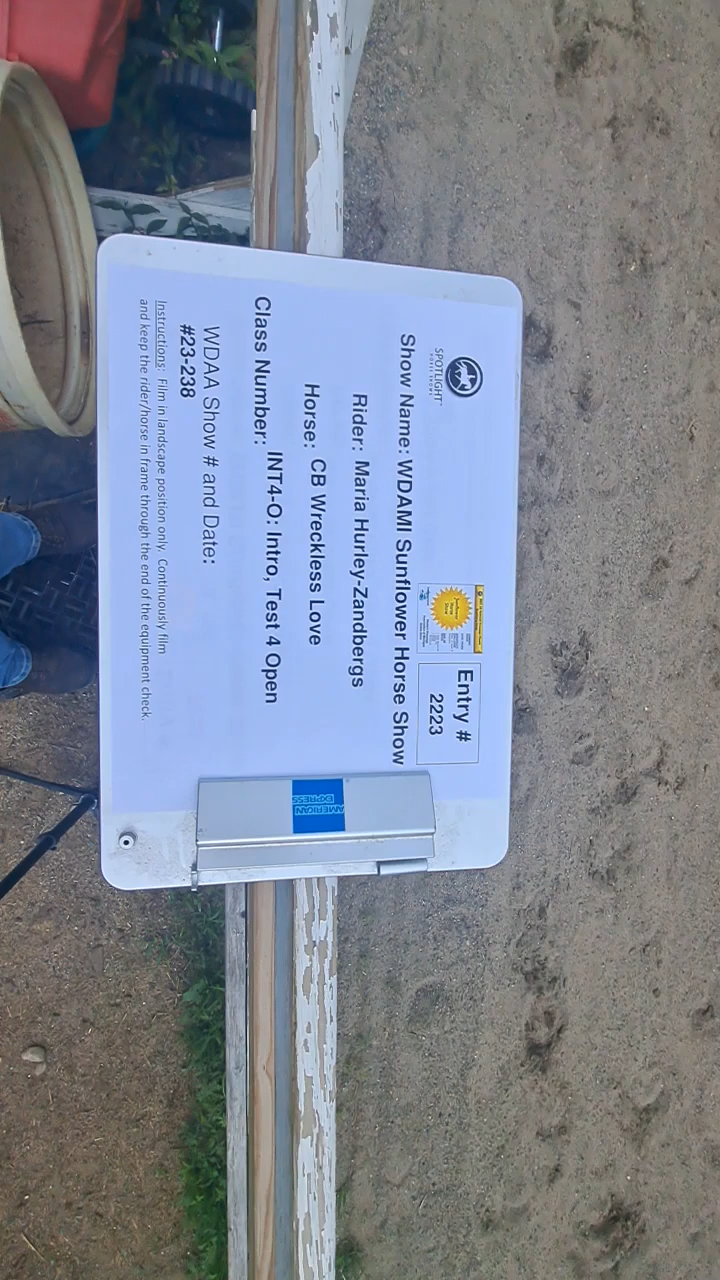 SPOTLIGHT
HORSE SHOWS
Entry #
2223
Show Name: WDAMI Sunflower Horse Show
Rider: Maria Hurley-Zandbergs
Horse: CB Wreckless Love
Class Number: INT4-O: Intro, Test 4 Open
WDAA Show # and Date:
#23-238
Instructions: Film in landscape position only. Continuously film
and keep the rider/horse in frame through the end of the equipment check.
AMERICAN
EXPRESS